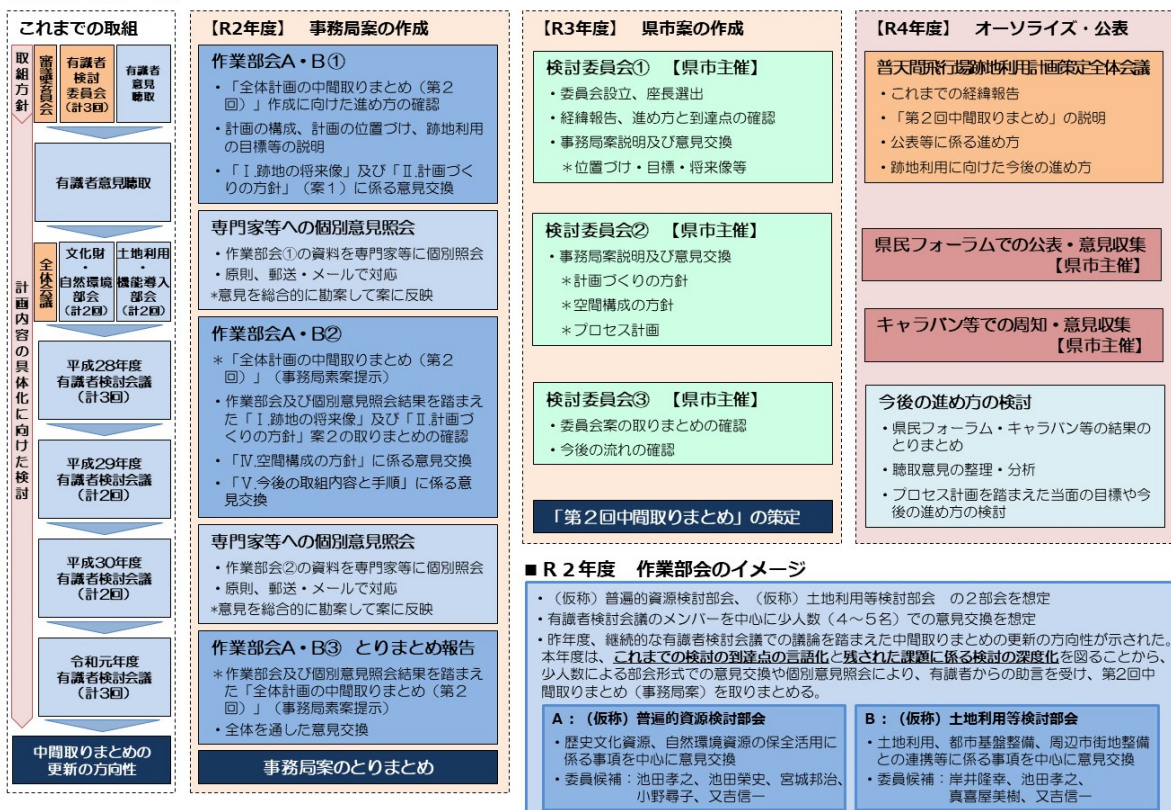 これまでの取組
取組方針
審議委員会
有識者
検討
委員会
(計3回)
有識者
意見
聴取
有識者意見聴取
計画内容の具体化に向けた検討
全体会議
文化財
・
自然環境
部会
(計2回)
土地利用
・
機能導入
部会
(計2回)
平成28年度
有識者検討会議
(計3回)
平成29年度
有識者検討会議
(計2回)
平成30年度
有識者検討会議
(計2回)
令和元年度
有識者検討会議
(計3回)
中間取りまとめの
更新の方向性
【R2年度】 事務局案の作成
作業部会A・B①
・「全体計画の中間取りまとめ(第2
回)」作成に向けた進め方の確認
・計画の構成、計画の位置づけ、跡地利用
の目標等の説明
・「Ⅰ.跡地の将来像」及び「Ⅱ.計画づく
りの方針」(案1)に係る意見交換
専門家等への個別意見照会
・作業部会①の資料を専門家等に個別照会
・原則、郵送・メールで対応
*意見を総合的に勘案して案に反映
作業部会A・B②
*「全体計画の中間取りまとめ(第2
回)」(事務局素案提示)
・作業部会及び個別意見照会結果を踏まえ
た「Ⅰ.跡地の将来像」及び「Ⅱ.計画づ
くりの方針」案2の取りまとめの確認
・「Ⅳ.空間構成の方針」に係る意見交換
・「Ⅴ.今後の取組内容と手順」に係る意
見交換
専門家等への個別意見照会
・作業部会②の資料を専門家等に個別照会
・原則、郵送・メールで対応
*意見を総合的に勘案して案に反映
作業部会A・B③ とりまとめ報告
*作業部会及び個別意見照会結果を踏まえ
た「全体計画の中間取りまとめ(第2
回)」(事務局素案提示)
・全体を通した意見交換
事務局案のとりまとめ
【R3年度】 県市案の作成
検討委員会① 【県市主催】
・委員会設立、座長選出
・経緯報告、進め方と到達点の確認
・事務局案説明及び意見交換
*位置づけ・目標・将来像等
検討委員会② 【県市主催】
・事務局案説明及び意見交換
*計画づくりの方針
*空間構成の方針
*プロセス計画
検討委員会③ 【県市主催】
・委員会案の取りまとめの確認
・今後の流れの確認
「第2回中間取りまとめ」の策定
【R4年度】 オーソライズ・公表
普天間飛行場跡地利用計画策定全体会議
・これまでの経緯報告
・「第2回中間取りまとめ」の説明
・公表等に係る進め方
・跡地利用に向けた今後の進め方
県民フォーラムでの公表・意見収集
【県市主催】
キャラバン等での周知・意見収集
【県市主催】
今後の進め方の検討
・県民フォーラム・キャラバン等の結果の
とりまとめ
・聴取意見の整理・分析
・プロセス計画を踏まえた当面の目標や今
後の進め方の検討
■R2年度 作業部会のイメージ
・(仮称)普遍的資源検討部会、(仮称)土地利用等検討部会 の2部会を想定
・有識者検討会議のメンバーを中心に少人数(4~5名)での意見交換を想定
・昨年度、継続的な有識者検討会議での議論を踏まえた中間取りまとめの更新の方向性が示された。
本年度は、これまでの検討の到達点の言語化と残された課題に係る検討の深度化を図ることから、
少人数による部会形式での意見交換や個別意見照会により、有識者からの助言を受け、第2回中
間取りまとめ(事務局案)を取りまとめる。
A:(仮称)普遍的資源検討部会
・歴史文化資源、自然環境資源の保全活用に
係る事項を中心に意見交換
・委員候補:池田孝之、池田榮史、宮城邦治、
小野尋子、又吉信一
B:(仮称)土地利用等検討部会
・土地利用、都市基盤整備、周辺市街地整備
との連携等に係る事項を中心に意見交換
・委員候補:岸井隆幸、池田孝之、
真喜屋美樹、又吉信一